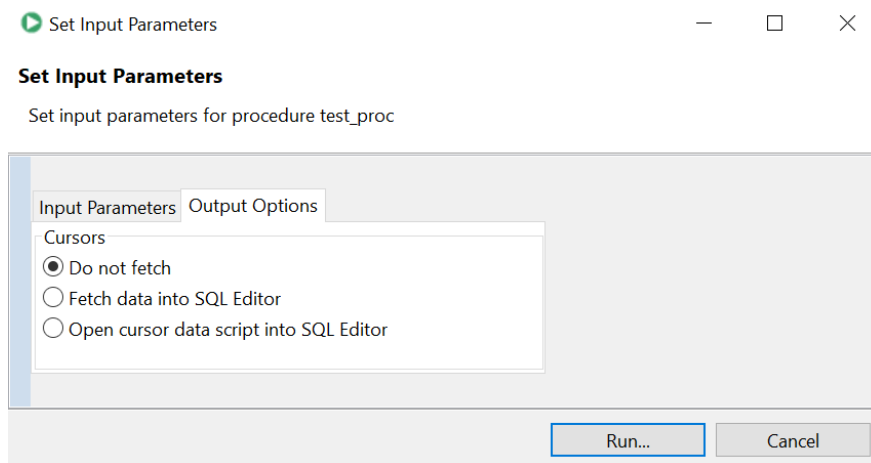 Set Input Parameters
Set Input Parameters
Set input parameters for procedure test_proc
Input Parameters Output Options
Cursors
Do not fetch
Fetch data into SQL Editor
Open cursor data script into SQL Editor
Run... Cancel